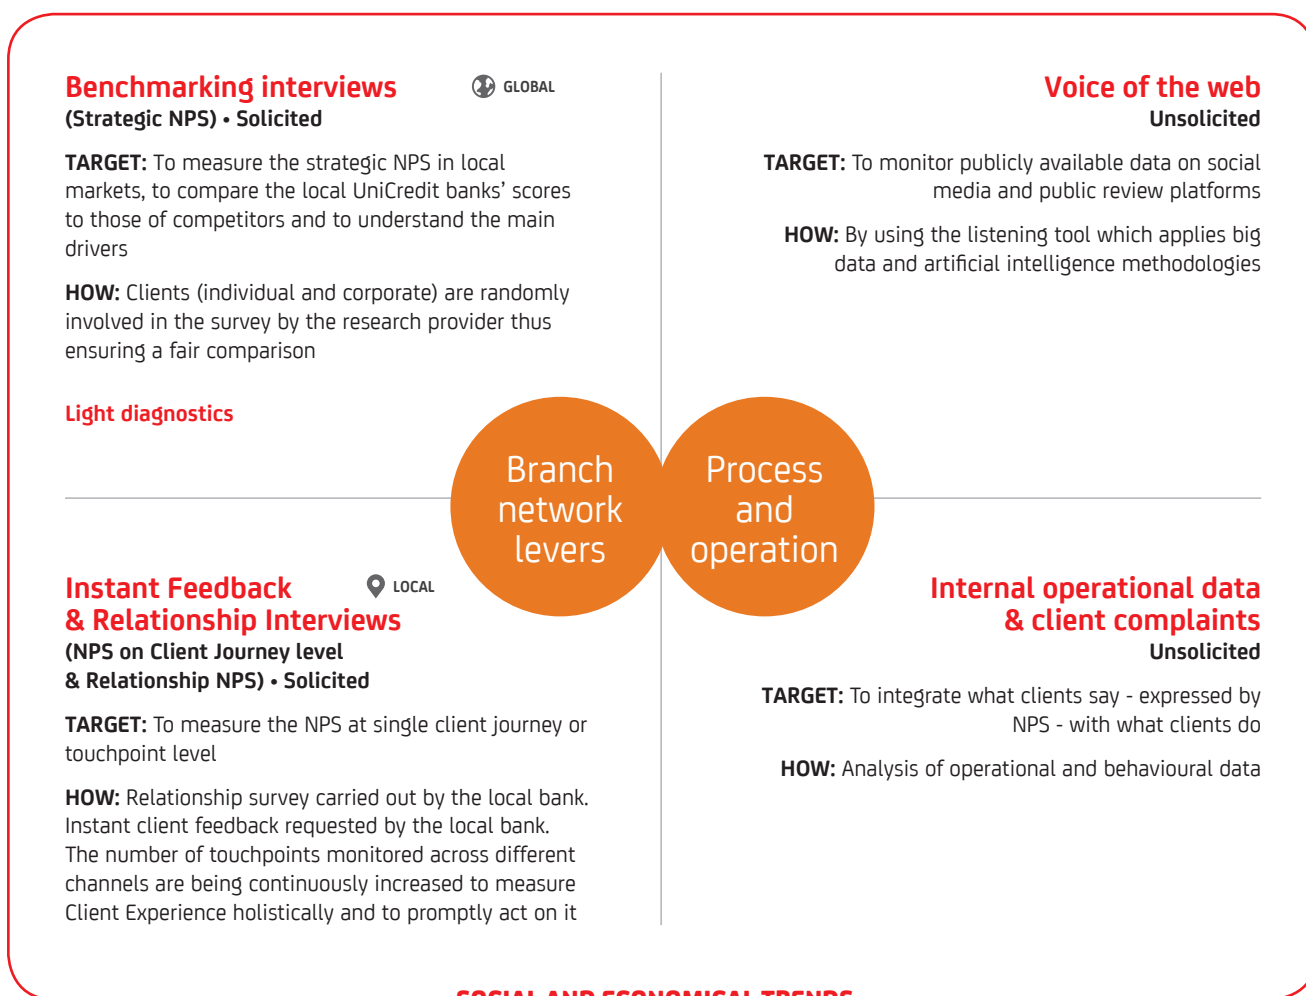 Benchmarking interviews
GLOBAL
(Strategic NPS) • Solicited
TARGET: To measure the strategic NPS in local
markets, to compare the local UniCredit banks’ scores
to those of competitors and to understand the main
drivers
HOW: Clients (individual and corporate) are randomly
involved in the survey by the research provider thus
ensuring a fair comparison
Light diagnostics
Voice of the web
Unsolicited
TARGET: To monitor publicly available data on social
media and public review platforms
HOW: By using the listening tool which applies big
data and artificial intelligence methodologies
Branch
network
levers
Process
and
operation
Instant Feedback
& Relationship Interviews
LOCAL
(NPS on Client Journey level
& Relationship NPS) • Solicited
TARGET: To measure the NPS at single client journey or
touchpoint level
HOW: Relationship survey carried out by the local bank.
Instant client feedback requested by the local bank.
The number of touchpoints monitored across different
channels are being continuously increased to measure
Client Experience holistically and to promptly act on it
Internal operational data
& client complaints
Unsolicited
TARGET: To integrate what clients say - expressed by
NPS - with what clients do
HOW: Analysis of operational and behavioural data
SOCIAL AND ECONOMICAL TRENDS